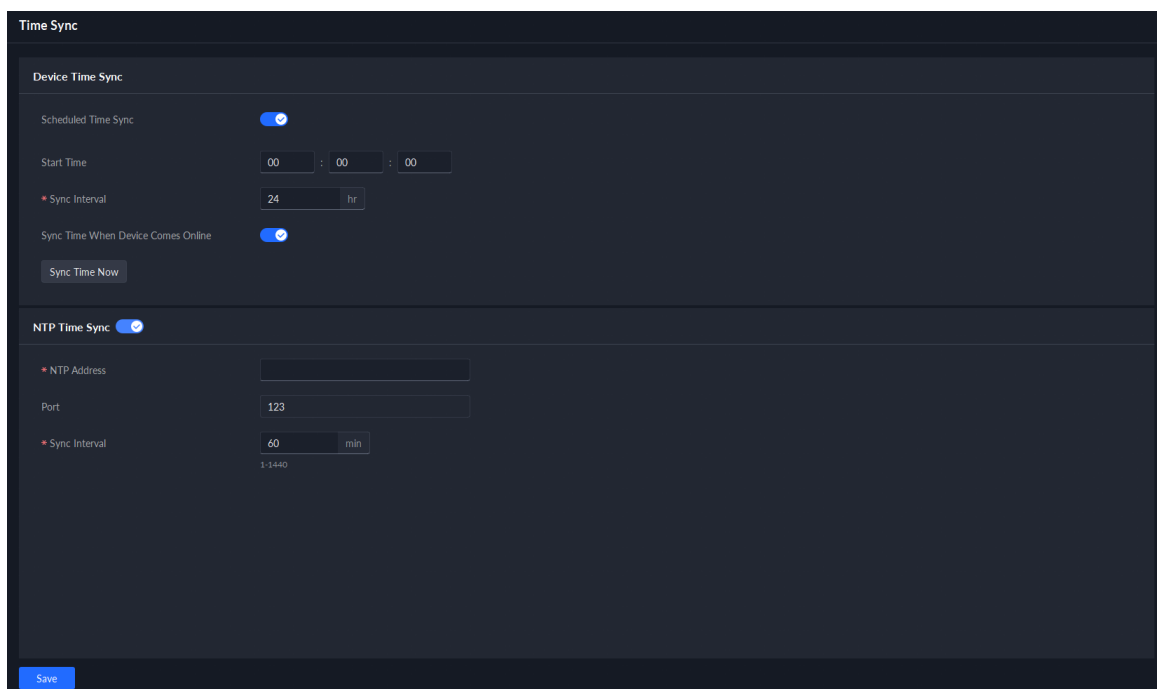 Time Sync
Device Time Sync
Scheduled Time Sync
Start Time 00 : 00 : 00
* Sync Interval 24 hr
Sync Time When Device Comes Online
Sync Time Now
NTP Time Sync
* NTP Address
Port 123
* Sync Interval 60 min
1-1440
Save